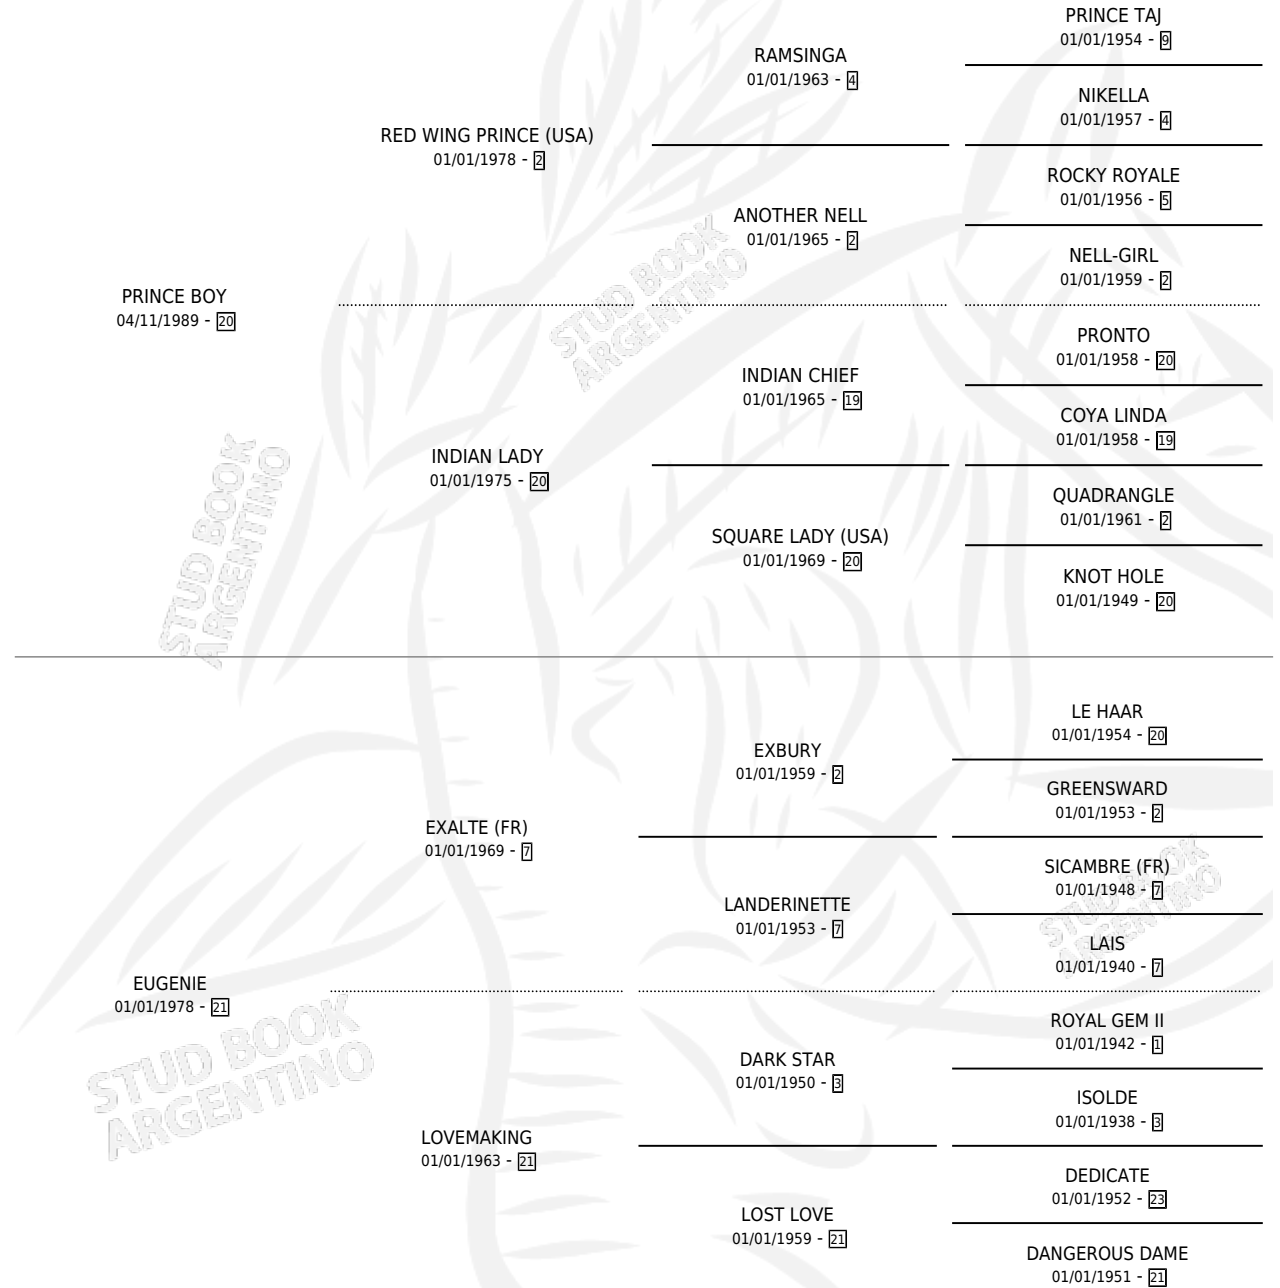 PRINCE TAJ
01/01/1954 - 9
RAMSINGA
01/01/1963 - 4
NIKELLA
01/01/1957 - 4
RED WING PRINCE (USA)
01/01/1978 - 2
ROCKY ROYALE
01/01/1956 - 5
ANOTHER NELL
01/01/1965 - 2
NELL-GIRL
01/01/1959 - 2
PRINCE BOY
04/11/1989 - 20
PRONTO
01/01/1958 - 20
INDIAN CHIEF
01/01/1965 - 19
COYA LINDA
01/01/1958 - 19
INDIAN LADY
01/01/1975 - 20
QUADRANGLE
01/01/1961 - 2
SQUARE LADY (USA)
01/01/1969 - 20
KNOT HOLE
01/01/1949 - 20
STUD BOOK
ARGENTINO
STUD BOOK
ARGENTINO
LE HAAR
01/01/1954 - 20
EXBURY
01/01/1959 - 2
GREENSWARD
01/01/1953 - 2
EXALTE (FR)
01/01/1969 - 7
SICAMBRE (FR)
01/01/1948 - 7
LANDERINETTE
01/01/1953 - 7
LAIS
01/01/1940 - 7
STUD BOOK
ARGENTINO
EUGENIE
01/01/1978 - 21
ROYAL GEM II
01/01/1942 - 1
DARK STAR
01/01/1950 - 3
ISOLDE
01/01/1938 - 3
STUD BOOK
ARGENTINO
LOVEMAKING
01/01/1963 - 21
DEDICATE
01/01/1952 - 23
LOST LOVE
01/01/1959 - 21
DANGEROUS DAME
01/01/1951 - 21